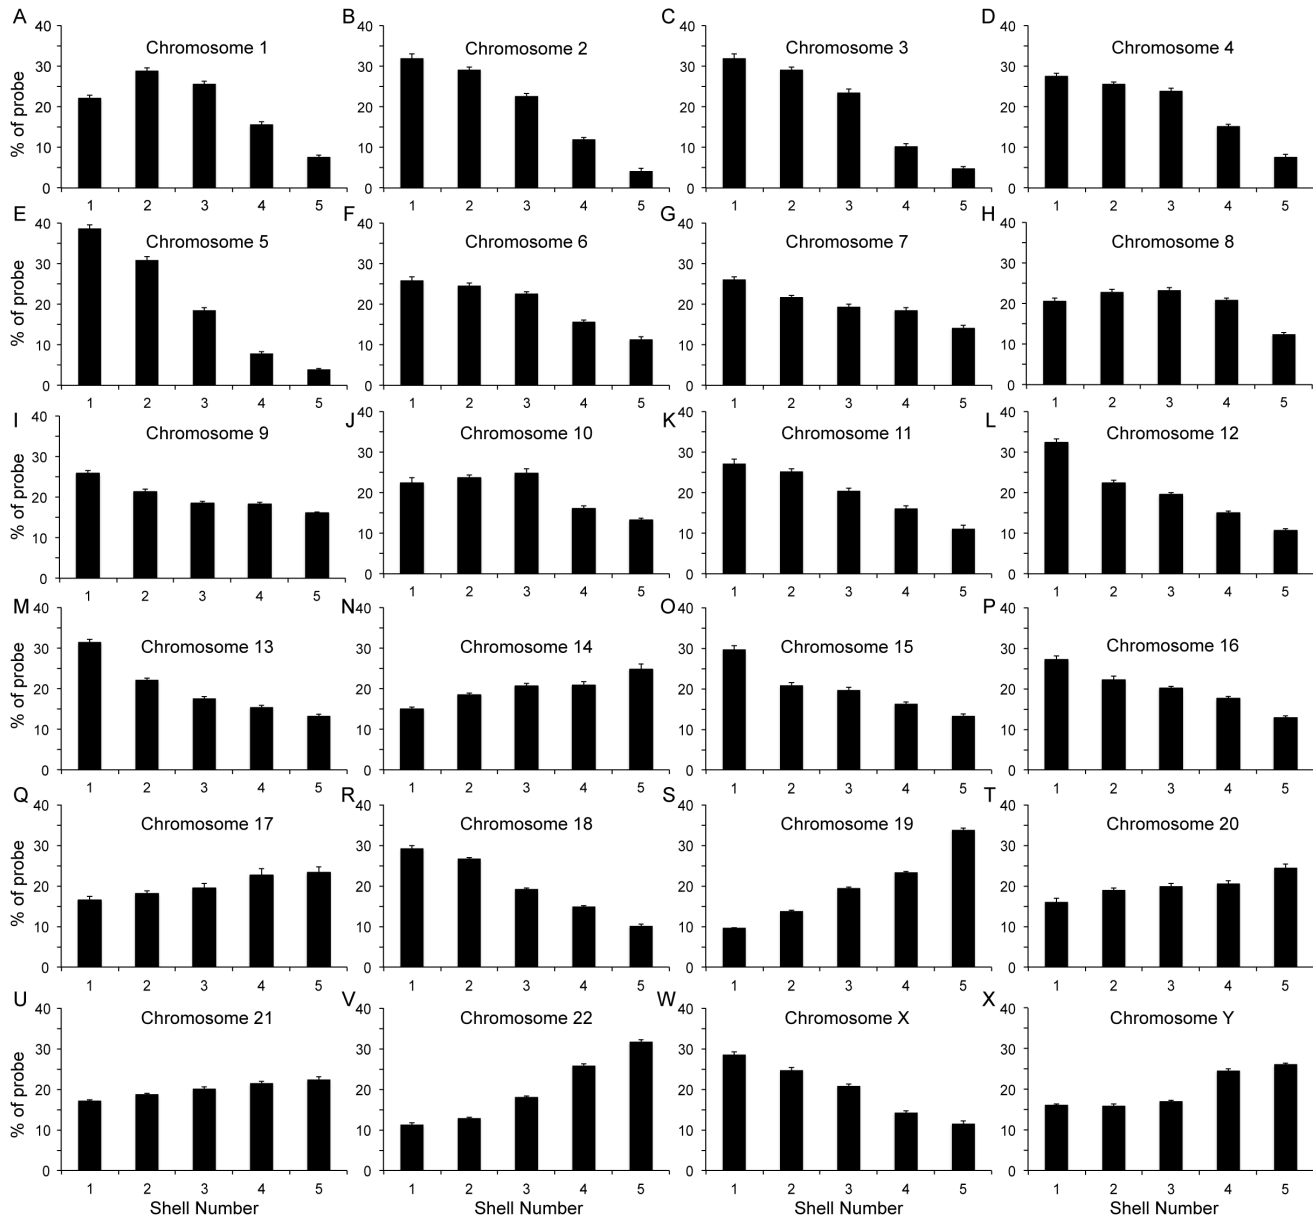 A B C D
Chromosome 1 Chromosome 2 Chromosome 3 Chromosome 4
% of probe
40 40 40 40
30 30 30 30
20 20 20 20
10 10 10 10
0 0 0 0
1 2 3 4 5 1 2 3 4 5 1 2 3 4 5 1 2 3 4 5
E F G H
Chromosome 5 Chromosome 6 Chromosome 7 Chromosome 8
% of probe
40 40 40 40
30 30 30 30
20 20 20 20
10 10 10 10
0 0 0 0
1 2 3 4 5 1 2 3 4 5 1 2 3 4 5 1 2 3 4 5
I J K L
Chromosome 9 Chromosome 10 Chromosome 11 Chromosome 12
% of probe
40 40 40 40
30 30 30 30
20 20 20 20
10 10 10 10
0 0 0 0
1 2 3 4 5 1 2 3 4 5 1 2 3 4 5 1 2 3 4 5
M N O P
Chromosome 13 Chromosome 14 Chromosome 15 Chromosome 16
% of probe
40 40 40 40
30 30 30 30
20 20 20 20
10 10 10 10
0 0 0 0
1 2 3 4 5 1 2 3 4 5 1 2 3 4 5 1 2 3 4 5
Q R S T
Chromosome 17 Chromosome 18 Chromosome 19 Chromosome 20
% of probe
40 40 40 40
30 30 30 30
20 20 20 20
10 10 10 10
0 0 0 0
1 2 3 4 5 1 2 3 4 5 1 2 3 4 5 1 2 3 4 5
U V W X
Chromosome 21 Chromosome 22 Chromosome X Chromosome Y
% of probe
40 40 40 40
30 30 30 30
20 20 20 20
10 10 10 10
0 0 0 0
1 2 3 4 5 1 2 3 4 5 1 2 3 4 5 1 2 3 4 5
Shell Number Shell Number Shell Number Shell Number